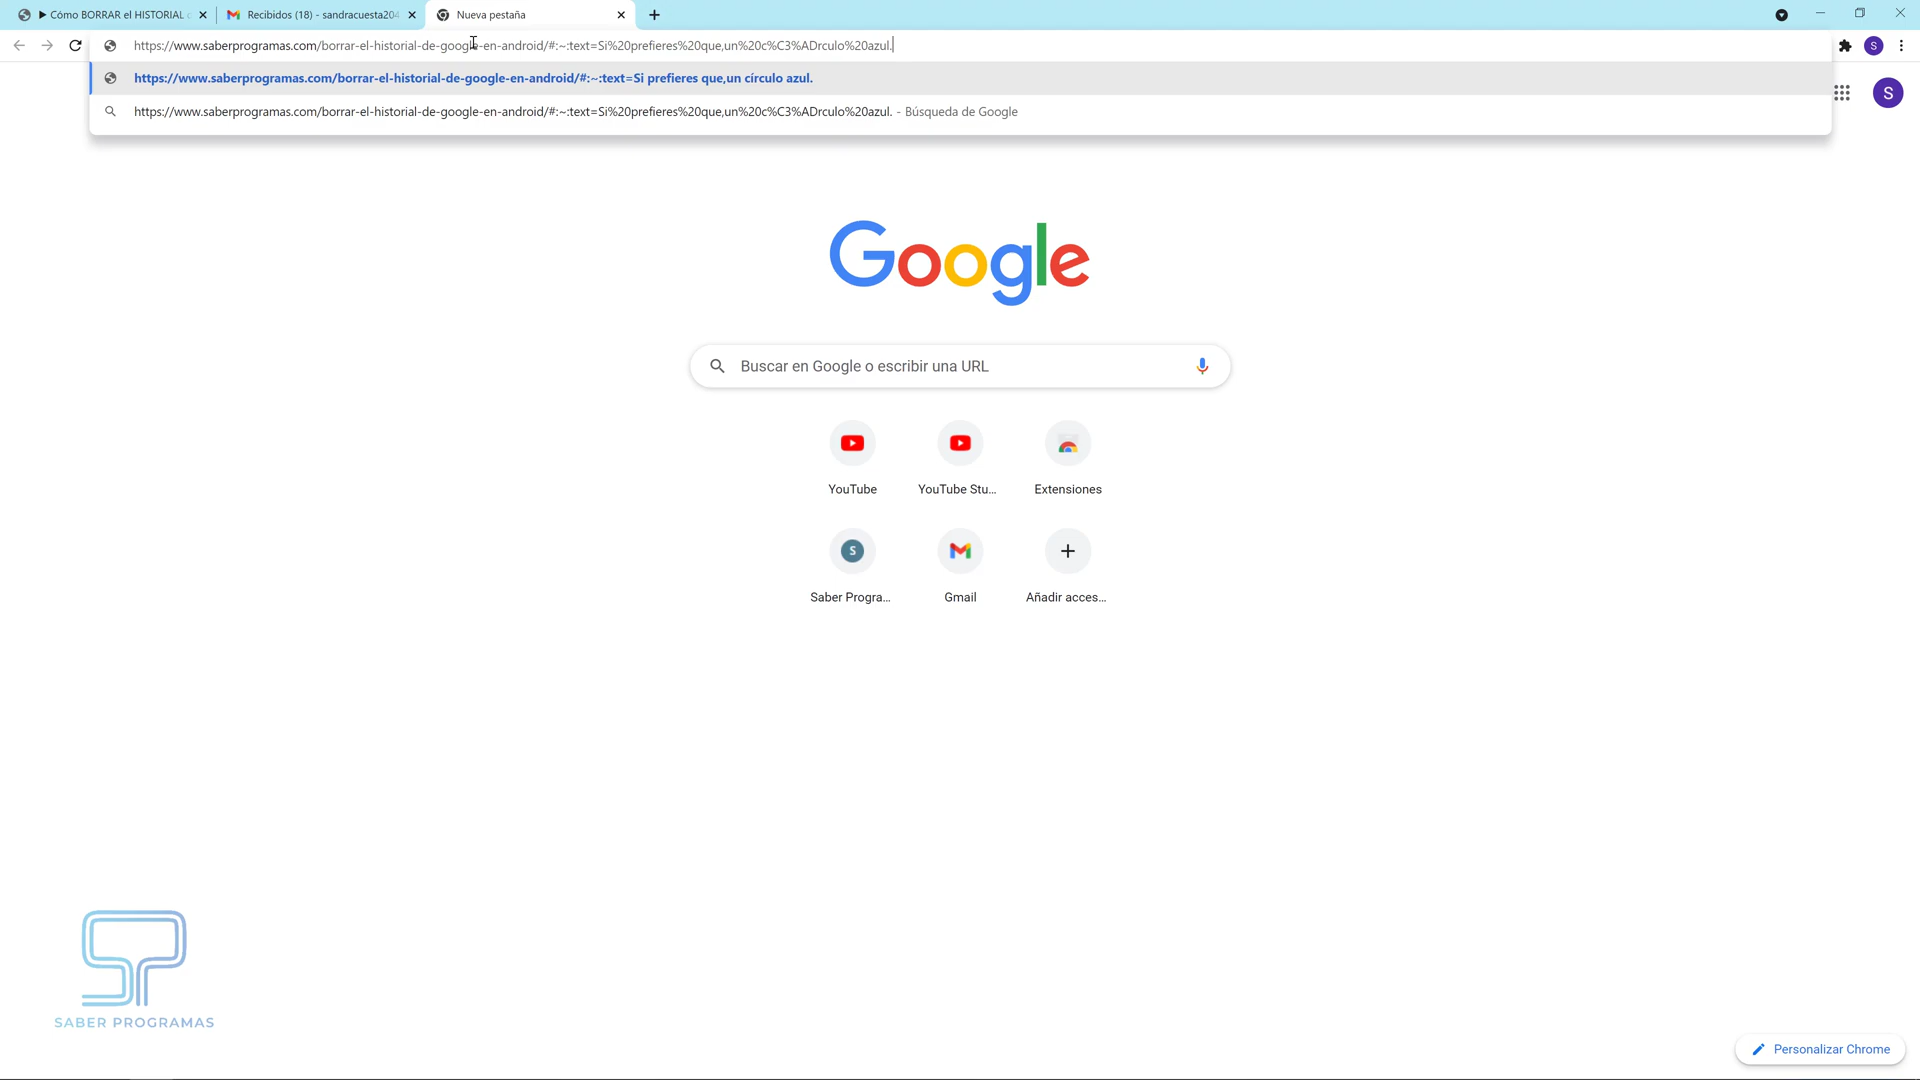 ▶ Cómo BORRAR el HISTORIAL
Recibidos (18) - sandracuesta204
Nueva pestaña
https://www.saberprogramas.com/borrar-el-historial-de-google-en-android/#:~:text=Si%20prefieres%20que,un%20c%C3%ADrculo%20azul.
S
https://www.saberprogramas.com/borrar-el-historial-de-google-en-android/#:~:text=Si prefieres que,un círculo azul.
https://www.saberprogramas.com/borrar-el-historial-de-google-en-android/#:~:text=Si%20prefieres%20que,un%20c%C3%ADrculo%20azul. - Búsqueda de Google
S
Google
Buscar en Google o escribir una URL
YouTube
YouTube Stu...
Extensiones
S
Saber Progra...
Gmail
Añadir acces...
SABER PROGRAMAS
Personalizar Chrome